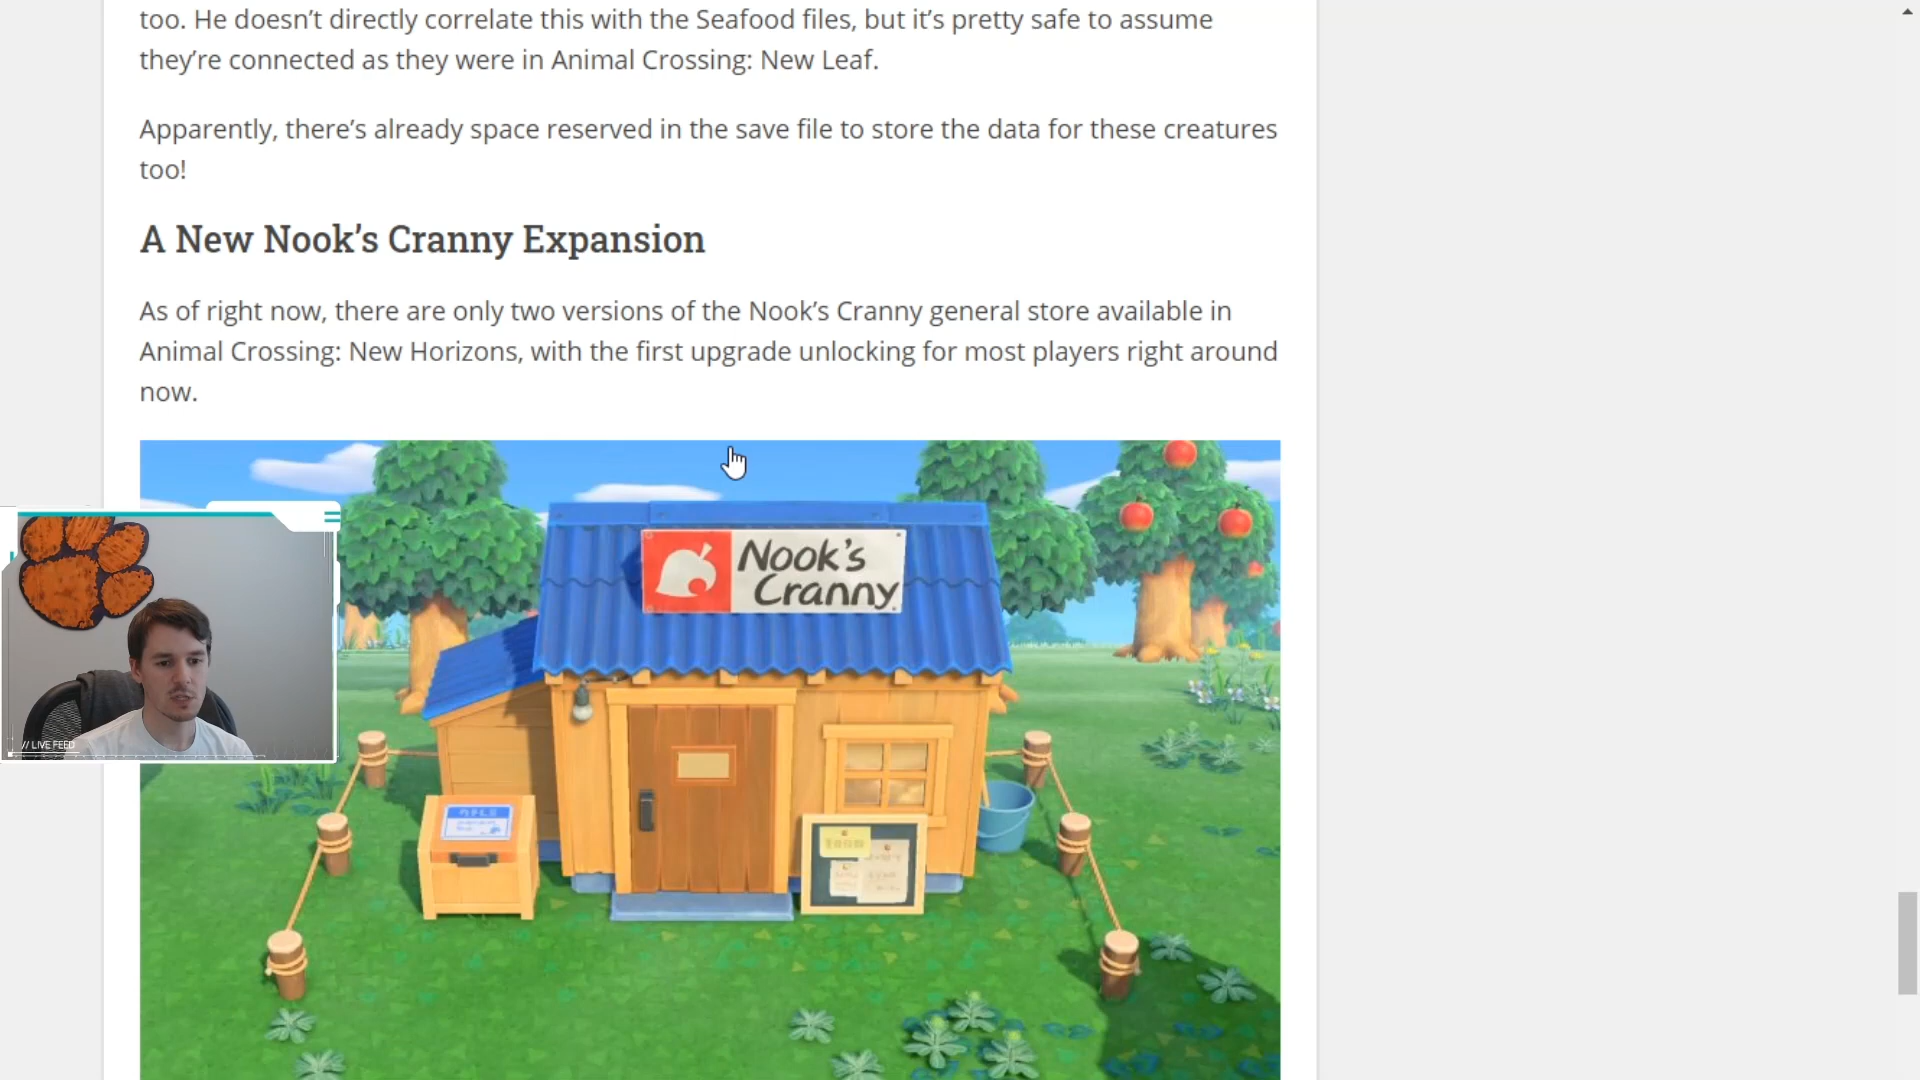 too. He doesn’t directly correlate this with the Seafood files, but it’s pretty safe to assume
they’re connected as they were in Animal Crossing: New Leaf.
Apparently, there’s already space reserved in the save file to store the data for these creatures
too!
A New Nook’s Cranny Expansion
As of right now, there are only two versions of the Nook’s Cranny general store available in
Animal Crossing: New Horizons, with the first upgrade unlocking for most players right around
now.
Nook's
Cranny
// LIVE FEED